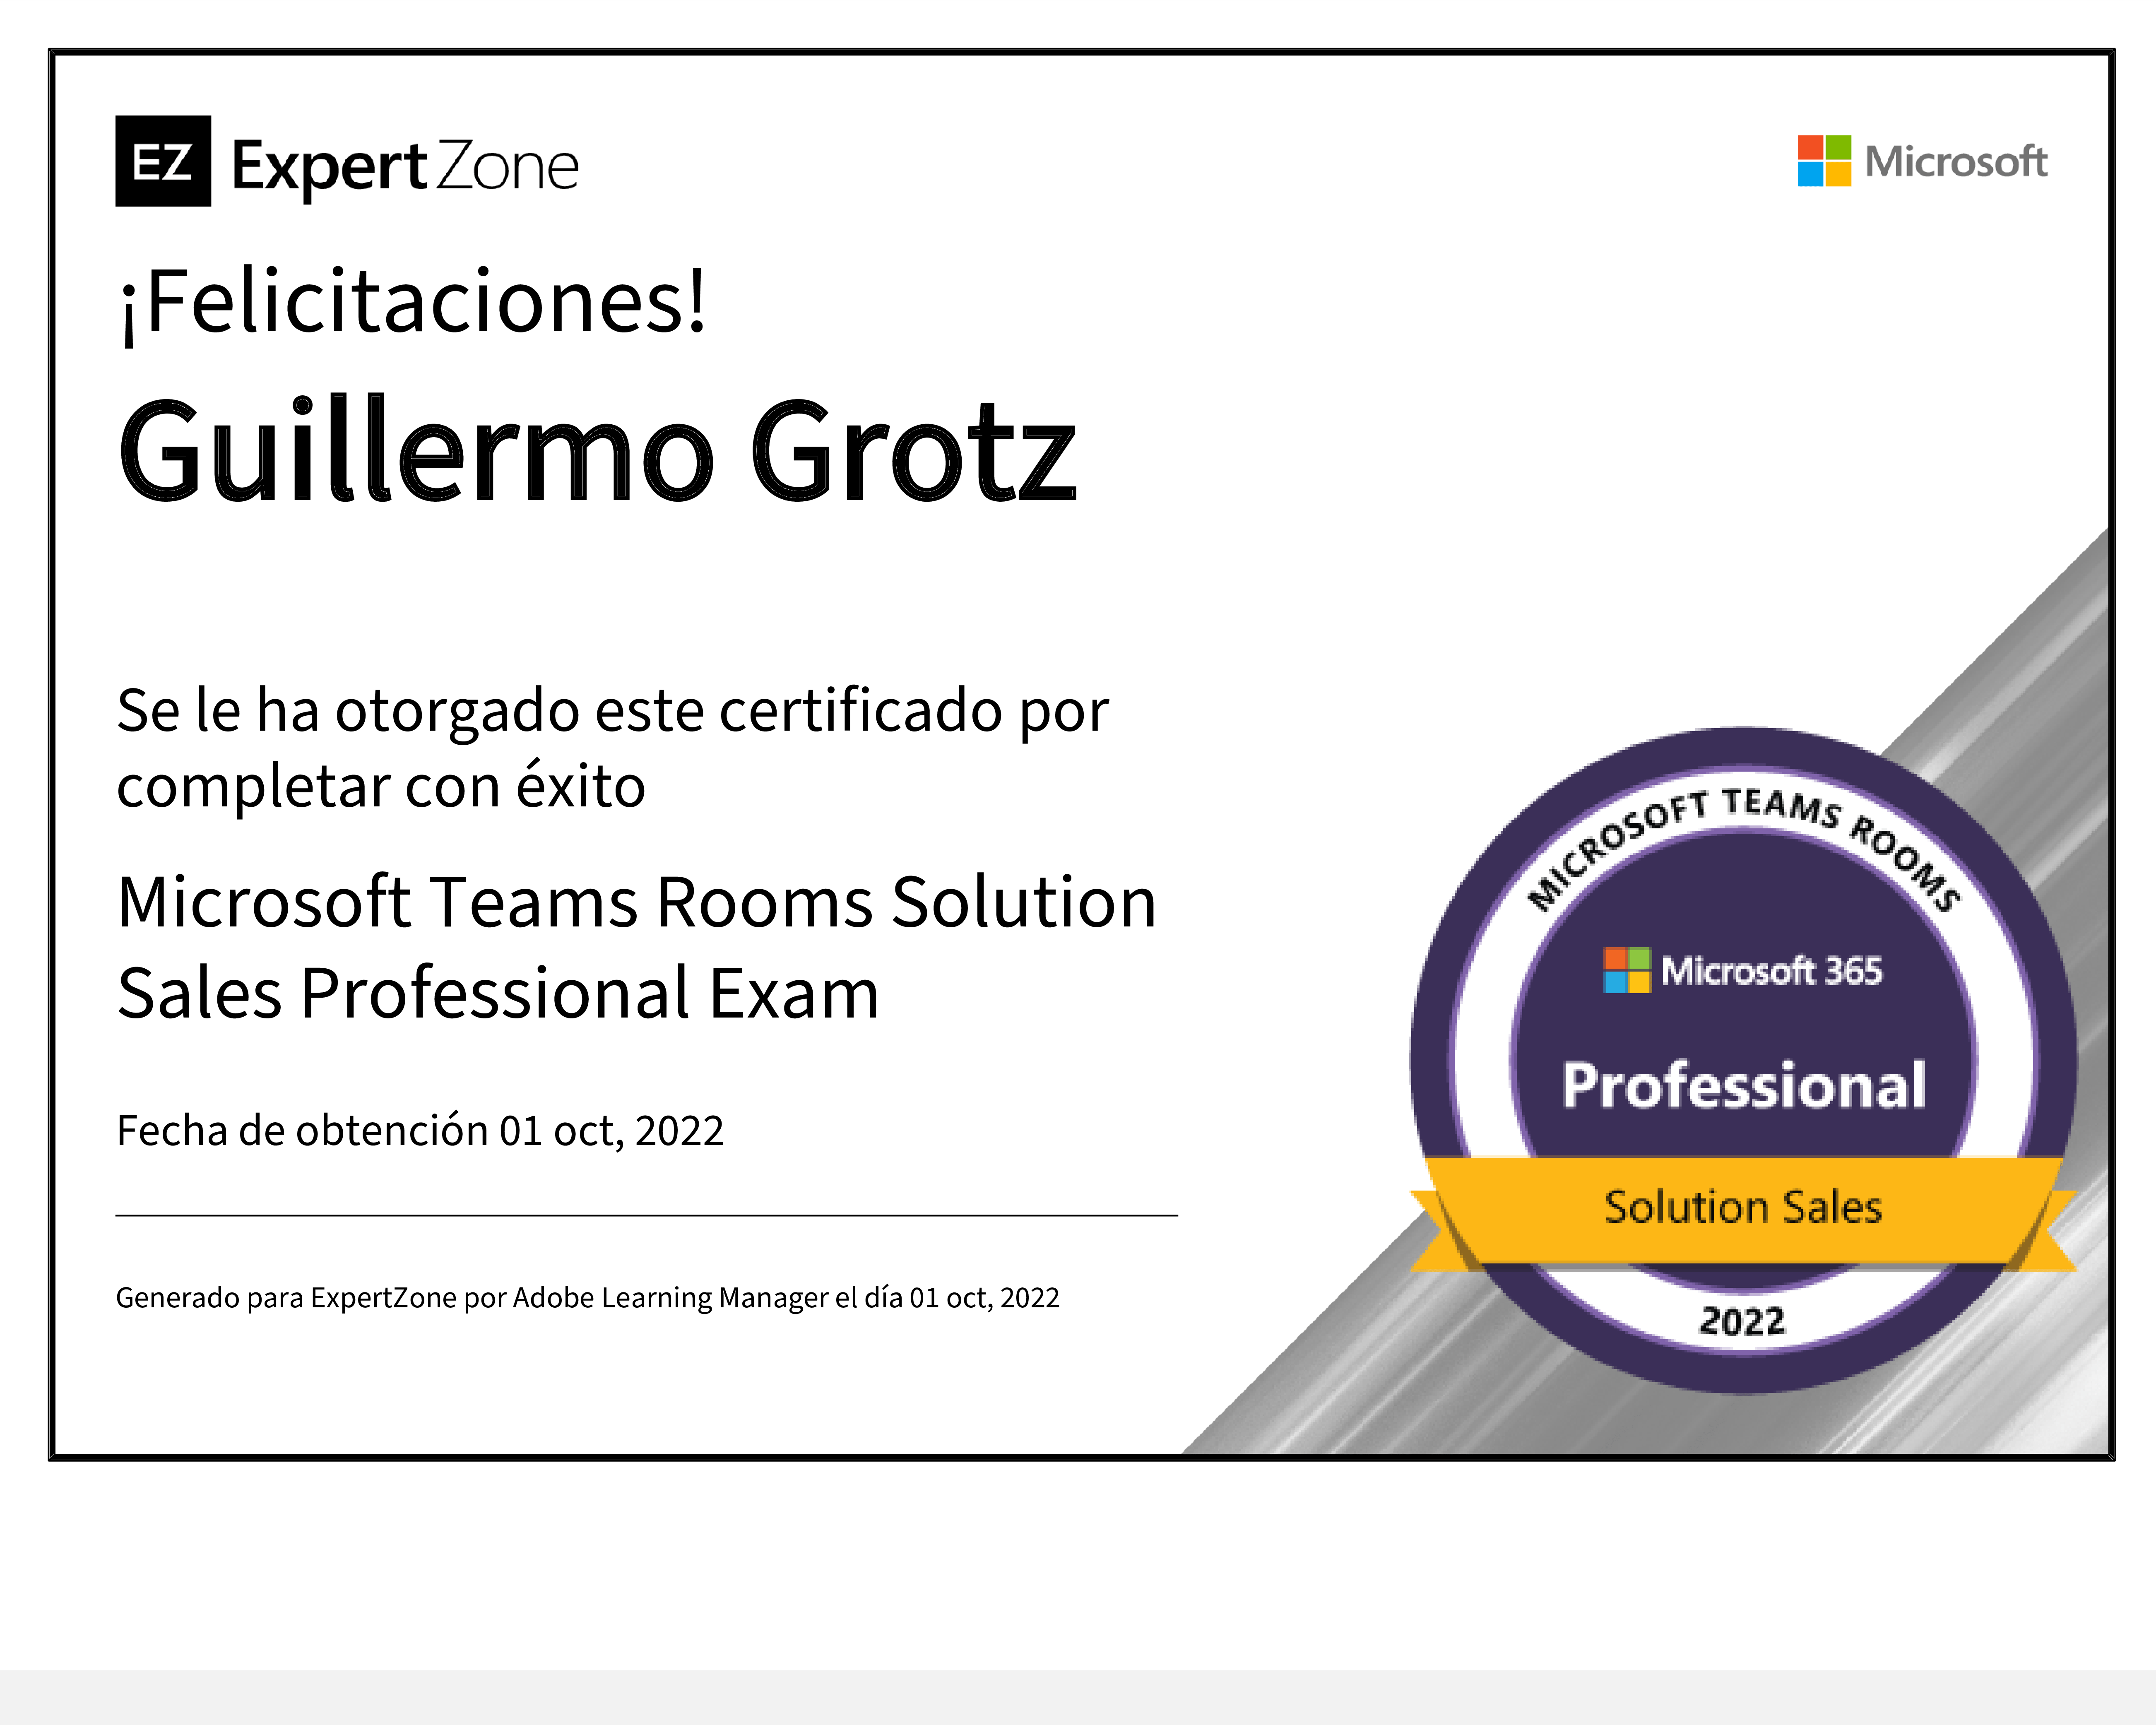 EZ Expert Zone
Microsoft
¡Felicitaciones!
Guillermo Grotz
Se le ha otorgado este certificado por
completar con éxito
Microsoft Teams Rooms Solution
Sales Professional Exam
Fecha de obtención 01 oct, 2022
Generado para ExpertZone por Adobe Learning Manager el día 01 oct, 2022
MICROSOFT TEAMS ROOMS
Microsoft 365
Professional
Solution Sales
2022